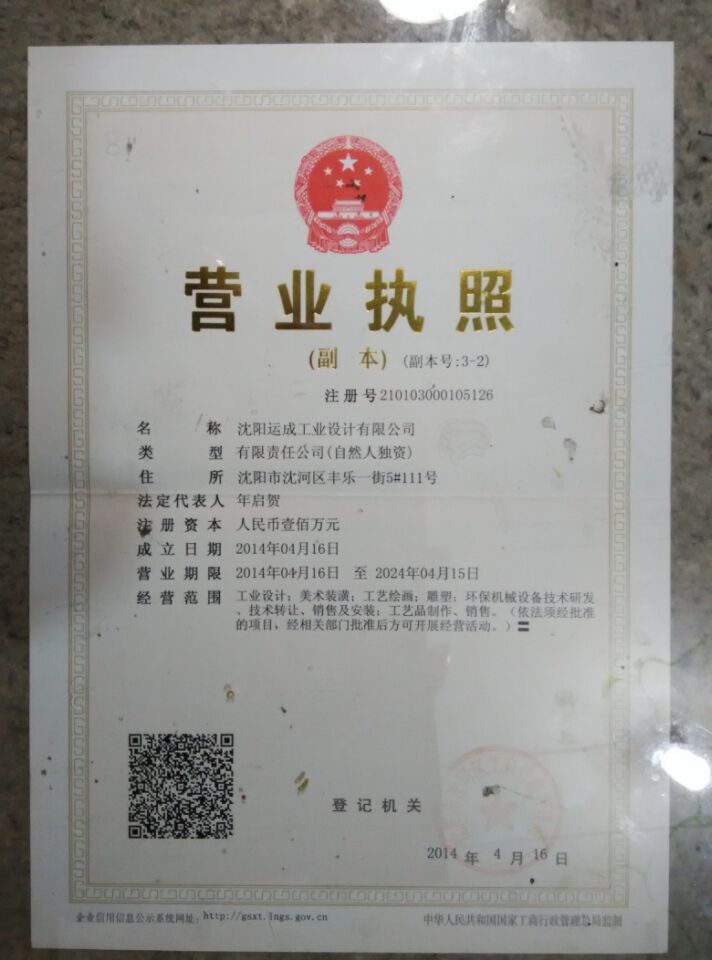 营业执照
(副 本) (副本号:3-2)
注册号210103000105126
名 称 沈阳运成工业设计有限公司
类 型 有限责任公司(自然人独资)
住 所 沈阳市沈河区丰乐一街5#111号
法定代表人 年启贺
注册资本 人民币壹佰万元
成立日期 2014年04月16日
营业期限 2014年04月16日 至 2024年04月15日
经营范围 工业设计；美术装潢；工艺绘画；雕塑；环保机械设备技术研发
、技术转让、销售及安装；工艺品制作、销售。（依法须经批准
的项目，经相关部门批准后方可开展经营活动。）
登记机关
2014 年 4 月 16 日
企业信用信息公示系统网址：http://gsxt.lngs.gov.cn 中华人民共和国国家工商行政管理总局监制